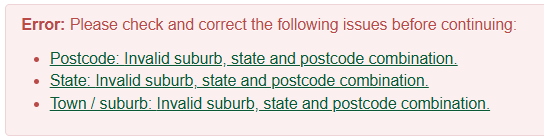 Error: Please check and correct the following issues before continuing:
• Postcode: Invalid suburb, state and postcode combination.
• State: Invalid suburb, state and postcode combination.
• Town / suburb: Invalid suburb, state and postcode combination.